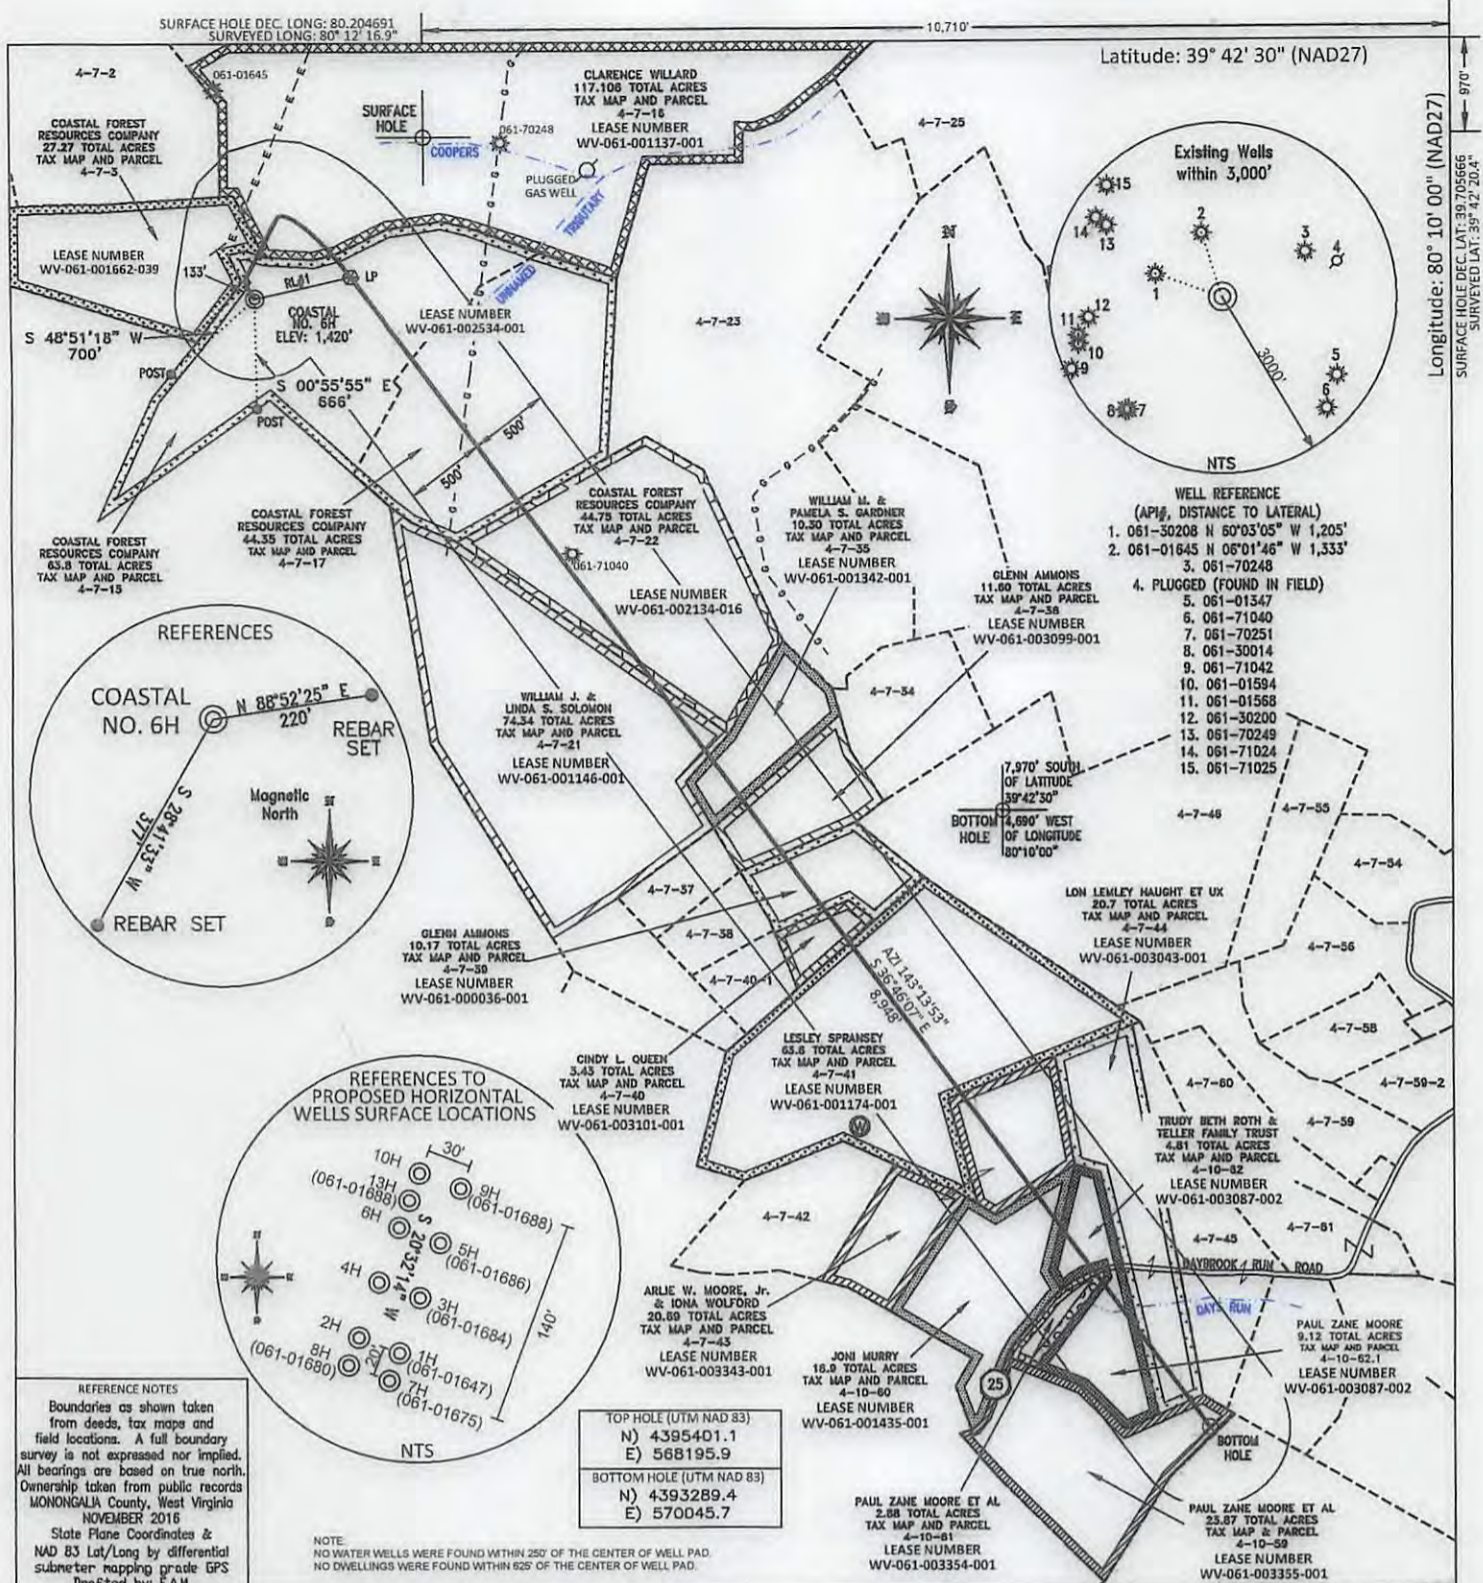 SURFACE HOLE DEC. LONG: 80.204691
SURVEYED LONG: 80° 12' 16.9"
10,710'
Latitude: 39° 42' 30" (NAD27)
970'
Longitude: 80° 10' 00" (NAD27)
SURFACE HOLE DEC. LAT: 39.705666
SURVEYED LAT: 39° 42' 20.4"
4-7-2
061-01645
COASTAL FOREST
RESOURCES COMPANY
27.27 TOTAL ACRES
TAX MAP AND PARCEL
4-7-3
LEASE NUMBER
WV-061-001662-039
SURFACE
HOLE
COOPERS
061-70248
CLARENCE WILLARD
117.106 TOTAL ACRES
TAX MAP AND PARCEL
4-7-16
LEASE NUMBER
WV-061-001137-001
PLUGGED
GAS WELL
TRIBUTARY
UNNAMED
4-7-25
133'
RL#1
LP
COASTAL
NO. 6H
ELEV: 1,420'
S 48°51'18" W
700'
POST
S 00°55'55" E
666'
POST
LEASE NUMBER
WV-061-002534-001
4-7-23
500'
500'
Existing Wells
within 3,000'
15
14
13
2
3
4
1
12
11
10
9
8
7
5
6
3000'
NTS
WELL REFERENCE
(API#, DISTANCE TO LATERAL)
1. 061-30208 N 60°03'05" W 1,205'
2. 061-01645 N 06°01'46" W 1,333'
3. 061-70248
4. PLUGGED (FOUND IN FIELD)
5. 061-01347
6. 061-71040
7. 061-70251
8. 061-30014
9. 061-71042
10. 061-01594
11. 061-01568
12. 061-30200
13. 061-70249
14. 061-71024
15. 061-71025
COASTAL FOREST
RESOURCES COMPANY
63.8 TOTAL ACRES
TAX MAP AND PARCEL
4-7-15
COASTAL FOREST
RESOURCES COMPANY
44.35 TOTAL ACRES
TAX MAP AND PARCEL
4-7-17
COASTAL FOREST
RESOURCES COMPANY
44.75 TOTAL ACRES
TAX MAP AND PARCEL
4-7-22
061-71040
LEASE NUMBER
WV-061-002134-016
WILLIAM M. &
PAMELA S. GARDNER
10.30 TOTAL ACRES
TAX MAP AND PARCEL
4-7-35
LEASE NUMBER
WV-061-001342-001
GLENN AMMONS
11.60 TOTAL ACRES
TAX MAP AND PARCEL
4-7-36
LEASE NUMBER
WV-061-003099-001
4-7-34
REFERENCES
COASTAL
NO. 6H
N 88°52'25" E
220'
REBAR
SET
S 28°41'33" W
377'
REBAR SET
Magnetic
North
WILLIAM J. &
LINDA S. SOLOMON
74.34 TOTAL ACRES
TAX MAP AND PARCEL
4-7-21
LEASE NUMBER
WV-061-001146-001
7,970' SOUTH
OF LATITUDE
39°42'30"
BOTTOM
HOLE
4,690' WEST
OF LONGITUDE
80°10'00"
4-7-46
4-7-55
4-7-54
4-7-56
4-7-58
4-7-59-2
4-7-60
4-7-59
4-7-61
4-7-45
4-7-37
4-7-38
4-7-40-1
GLENN AMMONS
10.17 TOTAL ACRES
TAX MAP AND PARCEL
4-7-39
LEASE NUMBER
WV-061-000036-001
AZI 143°13'53"
S 36°46'07" E
8,948'
LON LEMLEY HAUGHT ET UX
20.7 TOTAL ACRES
TAX MAP AND PARCEL
4-7-44
LEASE NUMBER
WV-061-003043-001
CINDY L. QUEEN
3.43 TOTAL ACRES
TAX MAP AND PARCEL
4-7-40
LEASE NUMBER
WV-061-003101-001
LESLEY SPRANSEY
63.6 TOTAL ACRES
TAX MAP AND PARCEL
4-7-41
LEASE NUMBER
WV-061-001174-001
W
TRUDY BETH ROTH &
TELLER FAMILY TRUST
4.81 TOTAL ACRES
TAX MAP AND PARCEL
4-10-62
LEASE NUMBER
WV-061-003087-002
REFERENCES TO
PROPOSED HORIZONTAL
WELLS SURFACE LOCATIONS
30'
10H
13H
(061-01688)
9H
(061-01688)
6H
5H
(061-01686)
S 20°32'14" W
4H
3H
(061-01684)
140'
2H
8H
(061-01680)
20'
1H
(061-01647)
7H
(061-01675)
NTS
4-7-42
DAYBROOK RUN ROAD
DAYS RUN
ARLIE W. MOORE, Jr.
& IONA WOLFORD
20.69 TOTAL ACRES
TAX MAP AND PARCEL
4-7-43
LEASE NUMBER
WV-061-003343-001
JONI MURRY
18.9 TOTAL ACRES
TAX MAP AND PARCEL
4-10-60
LEASE NUMBER
WV-061-001435-001
25
PAUL ZANE MOORE
9.12 TOTAL ACRES
TAX MAP AND PARCEL
4-10-62.1
LEASE NUMBER
WV-061-003087-002
BOTTOM
HOLE
PAUL ZANE MOORE ET AL
2.88 TOTAL ACRES
TAX MAP AND PARCEL
4-10-61
LEASE NUMBER
WV-061-003354-001
PAUL ZANE MOORE ET AL
23.87 TOTAL ACRES
TAX MAP & PARCEL
4-10-59
LEASE NUMBER
WV-061-003355-001
TOP HOLE (UTM NAD 83)
N) 4395401.1
E) 568195.9
BOTTOM HOLE (UTM NAD 83)
N) 4393289.4
E) 570045.7
REFERENCE NOTES
Boundaries as shown taken
from deeds, tax maps and
field locations. A full boundary
survey is not expressed nor implied.
All bearings are based on true north.
Ownership taken from public records
MONONGALIA County, West Virginia
NOVEMBER 2016
State Plane Coordinates &
NAD 83 Lat/Long by differential
submeter mapping grade GPS
NOTE:
NO WATER WELLS WERE FOUND WITHIN 250' OF THE CENTER OF WELL PAD.
NO DWELLINGS WERE FOUND WITHIN 625' OF THE CENTER OF WELL PAD.